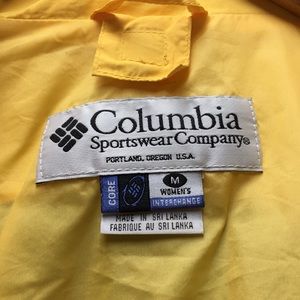 Columbia
Sportswear Company®
PORTLAND, OREGON U.S.A.
CORE
M
WOMEN'S
INTERCHANGE
MADE IN SRI LANKA
FABRIQUE AU SRI LANKA